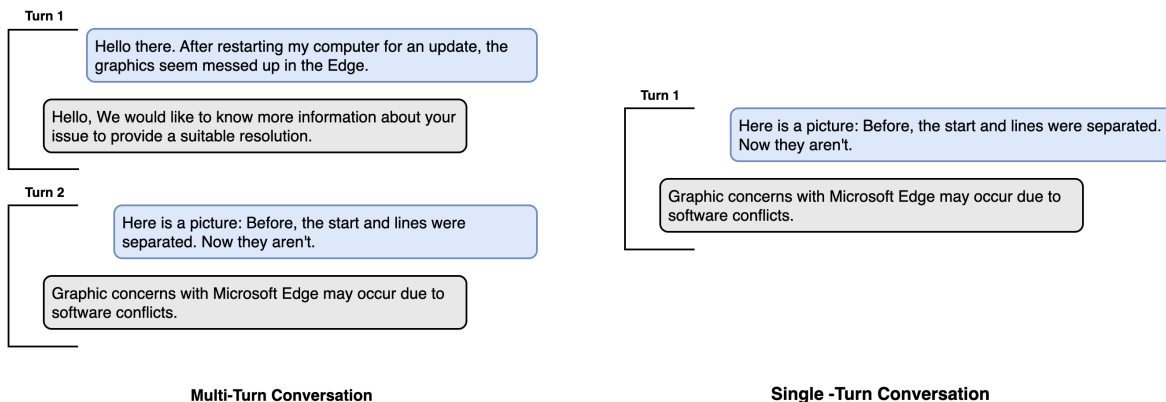 Turn 1
Hello there. After restarting my computer for an update, the
graphics seem messed up in the Edge.
Hello, We would like to know more information about your
issue to provide a suitable resolution.
Turn 2
Here is a picture: Before, the start and lines were
separated. Now they aren't.
Graphic concerns with Microsoft Edge may occur due to
software conflicts.
Multi-Turn Conversation
Turn 1
Here is a picture: Before, the start and lines were separated.
Now they aren't.
Graphic concerns with Microsoft Edge may occur due to
software conflicts.
Single -Turn Conversation